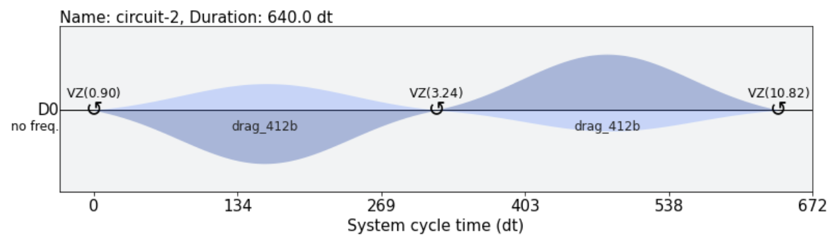 Name: circuit-2, Duration: 640.0 dt
VZ(0.90) VZ(3.24) VZ(10.82)
D0
no freq. drag_412b drag_412b
0 134 269 403 538 672
System cycle time (dt)